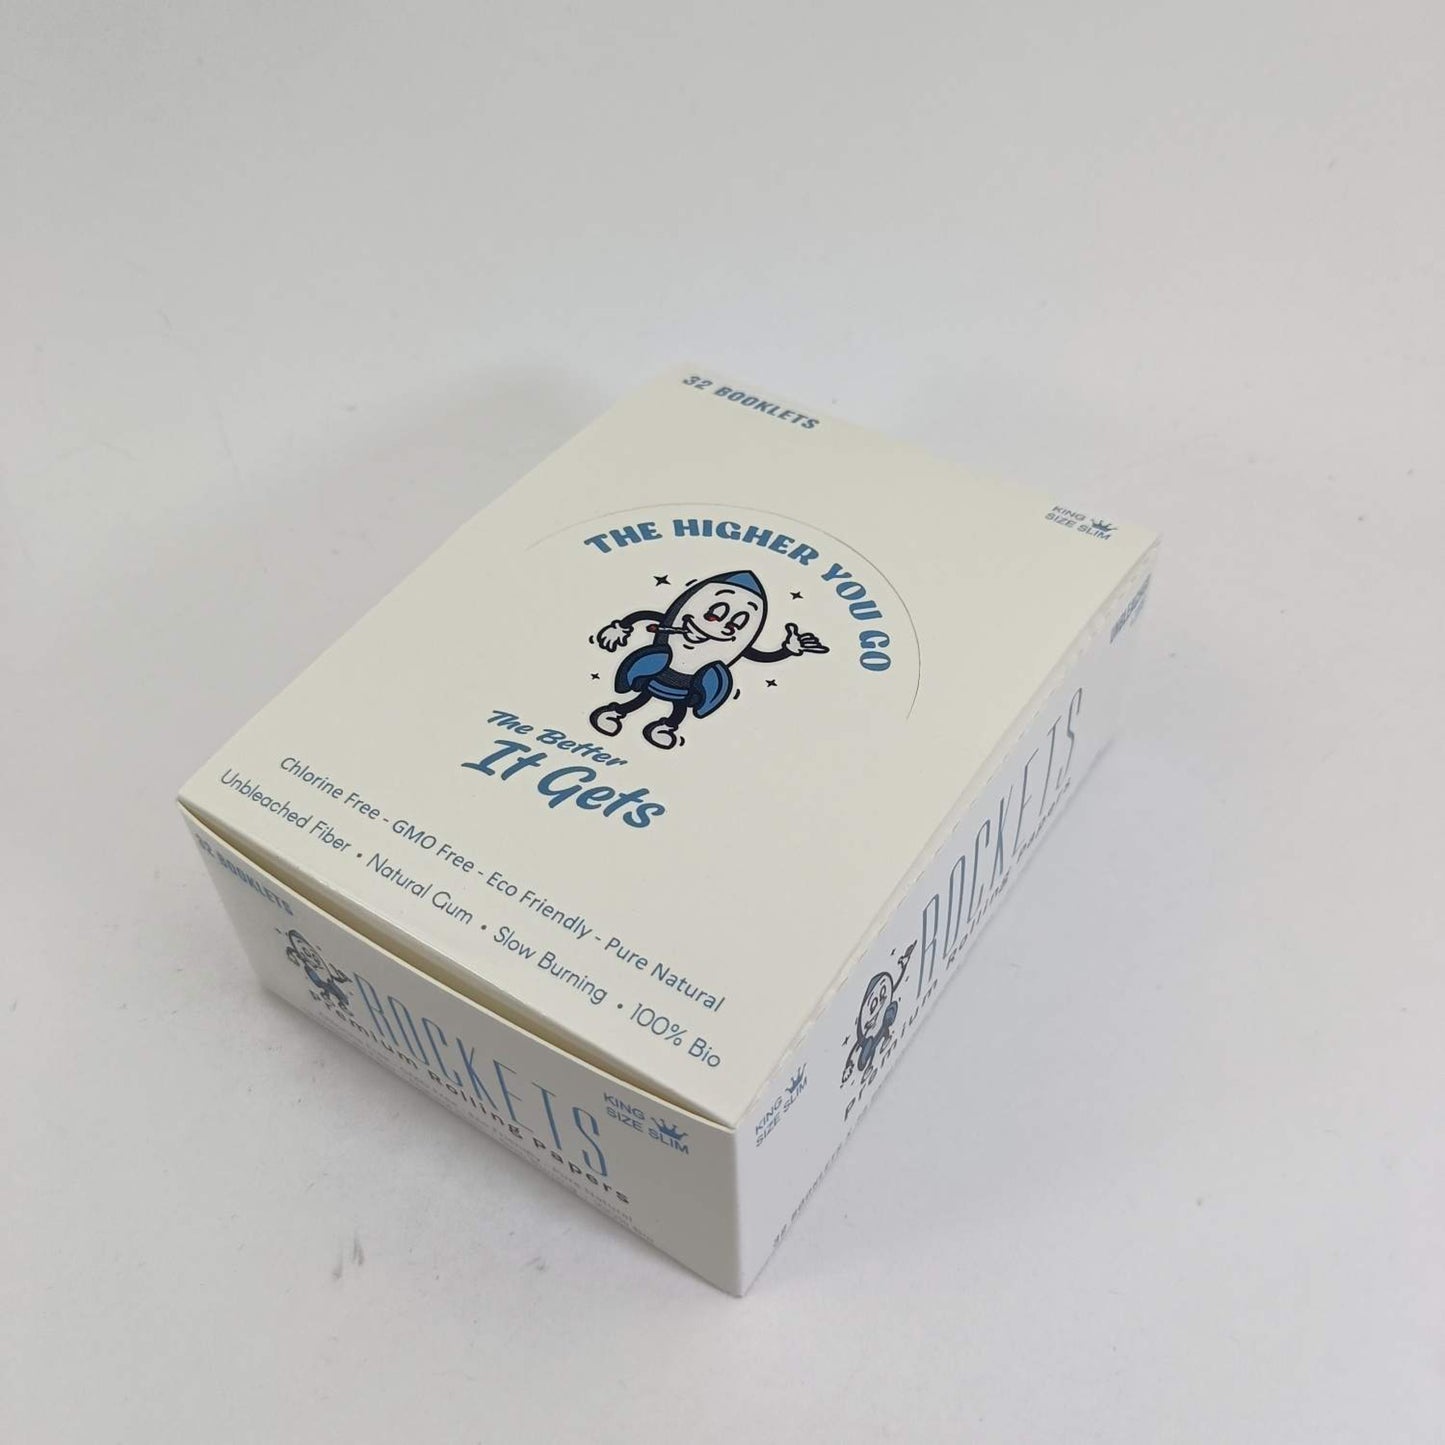 32 BOOKLETS
KING
SIZE SLIM
THE HIGHER YOU GO
The Better
It Gets
Chlorine Free - GMO Free - Eco Friendly - Pure Natural
Unbleached Fiber • Natural Gum • Slow Burning • 100% Bio
32 BOOKLETS
ROCKETS
Premium Rolling Papers
KING
SIZE SLIM
ROCKETS
Premium Rolling Papers
KING
SIZE SLIM
32 BOOKLETS